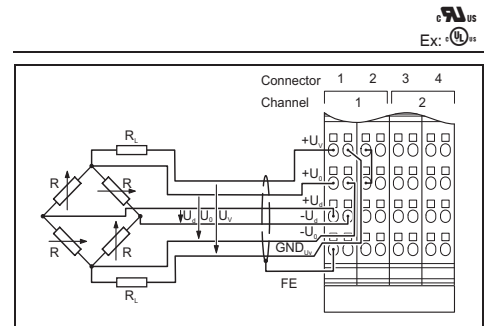 c RU US
Ex: c UL US
Connector 1 2 3 4
Channel 1 2
R_L
+U_V
+U_0
+U_d
-U_d
-U_0
GND_UV
FE
R R
U_d U_0 U_V
R R
R_L